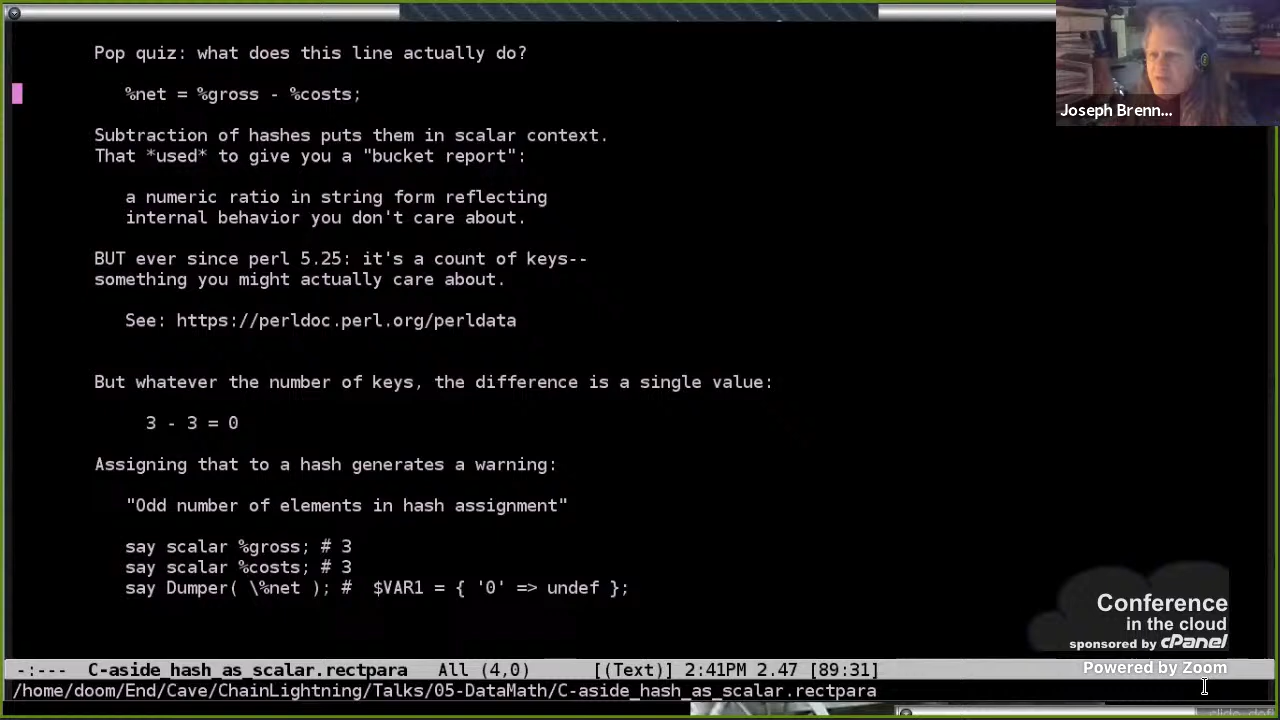 Pop quiz: what does this line actually do?
%net = %gross - %costs;
Subtraction of hashes puts them in scalar context.
That *used* to give you a "bucket report":
a numeric ratio in string form reflecting
internal behavior you don't care about.
BUT ever since perl 5.25: it's a count of keys--
something you might actually care about.
See: https://perldoc.perl.org/perldata
But whatever the number of keys, the difference is a single value:
3 - 3 = 0
Assigning that to a hash generates a warning:
"Odd number of elements in hash assignment"
say scalar %gross; # 3
say scalar %costs; # 3
say Dumper( \%net ); #  $VAR1 = { '0' => undef };
-:---  C-aside_hash_as_scalar.rectpara   All (4,0)      [(Text)] 2:41PM 2.47 [89:31]
/home/doom/End/Cave/ChainLightning/Talks/05-DataMath/C-aside_hash_as_scalar.rectpara
Joseph Brenn...
Conference
in the cloud
sponsored by cPanel
Powered by Zoom